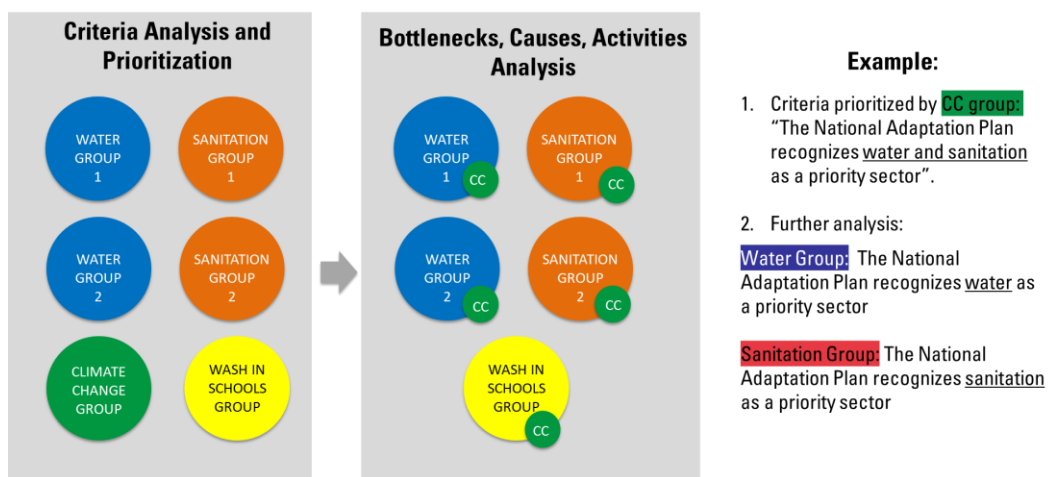 Criteria Analysis and
Prioritization
WATER
GROUP
1
SANITATION
GROUP
1
WATER
GROUP
2
SANITATION
GROUP
2
CLIMATE
CHANGE
GROUP
WASH IN
SCHOOLS
GROUP
Bottlenecks, Causes, Activities
Analysis
WATER
GROUP
1
CC
SANITATION
GROUP
1
CC
WATER
GROUP
2
CC
SANITATION
GROUP
2
CC
WASH IN
SCHOOLS
GROUP
CC
Example:
1. Criteria prioritized by CC group:
“The National Adaptation Plan
recognizes water and sanitation
as a priority sector”.
2. Further analysis:
Water Group: The National
Adaptation Plan recognizes water as
a priority sector
Sanitation Group: The National
Adaptation Plan recognizes sanitation
as a priority sector